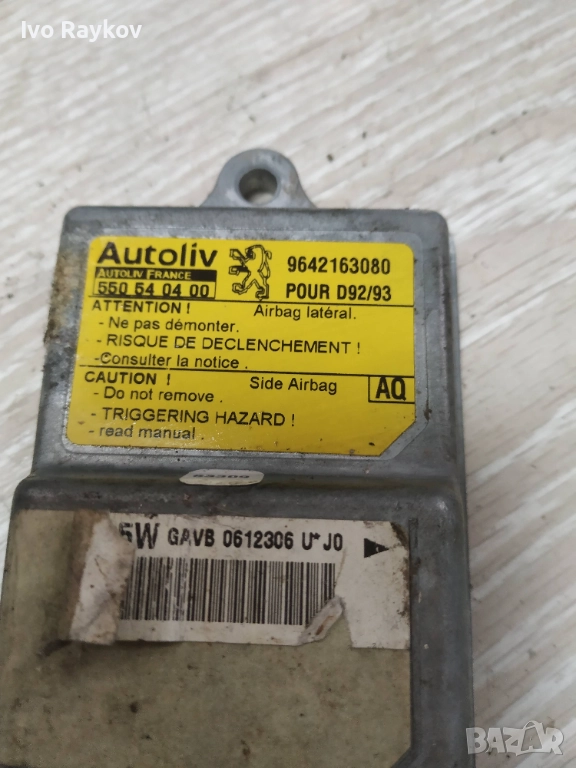 Ivo Raykov
Autoliv
AUTOLIV FRANCE
550 54 04 00
9642163080
POUR D92/93
ATTENTION ! Airbag latéral.
- Ne pas démonter.
- RISQUE DE DECLENCHEMENT !
-Consulter la notice .
CAUTION ! Side Airbag AQ
- Do not remove .
- TRIGGERING HAZARD !
- read manual .
5W GAVB 0612306 U*J0
BAZAR